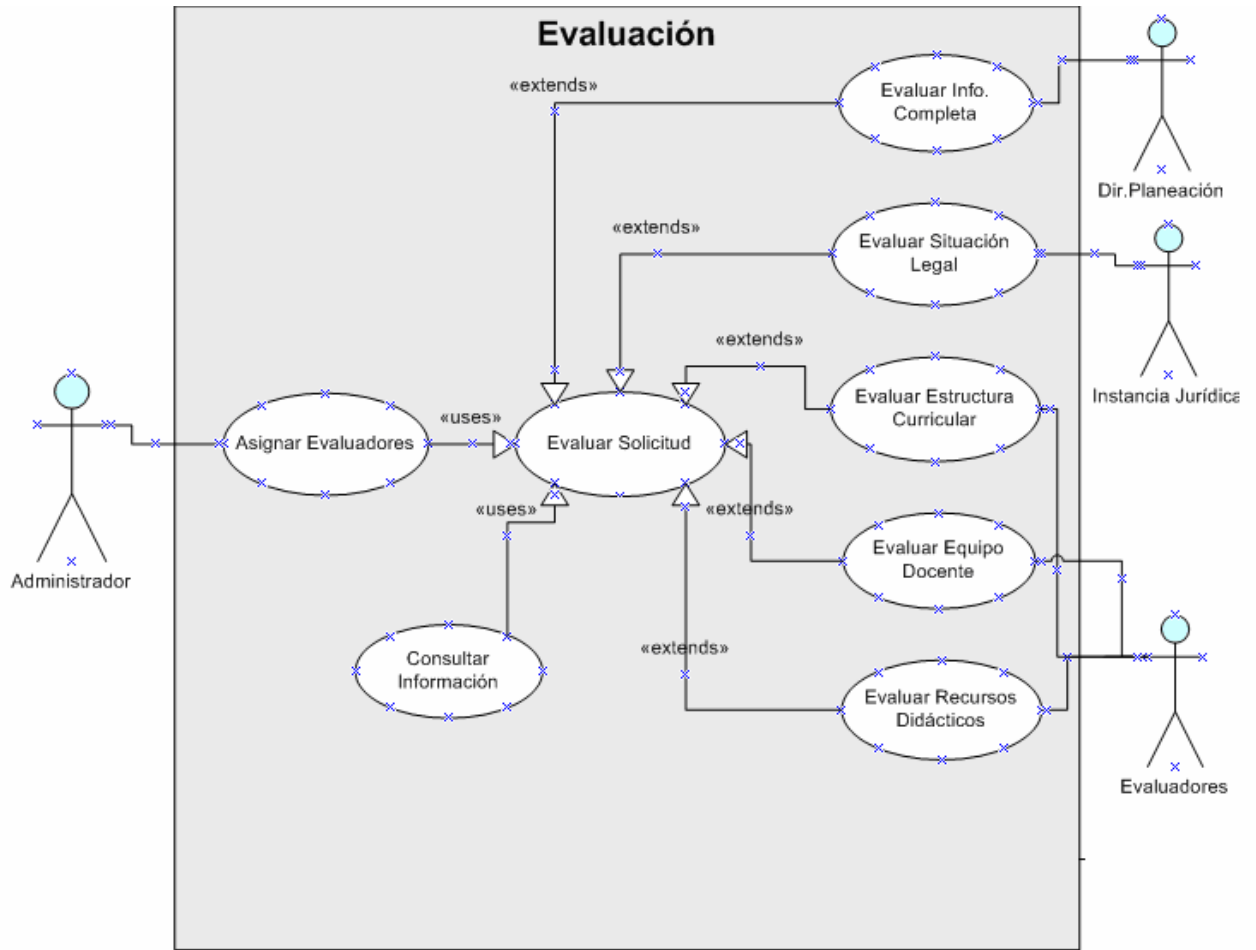 Evaluación
«extends»
Evaluar Info.
Completa
Dir.Planeación
«extends»
Evaluar Situación
Legal
Instancia Jurídica
«extends»
Evaluar Estructura
Curricular
Administrador
Asignar Evaluadores
«uses»
Evaluar Solicitud
«uses»
«extends»
Evaluar Equipo
Docente
Consultar
Información
«extends»
Evaluar Recursos
Didácticos
Evaluadores